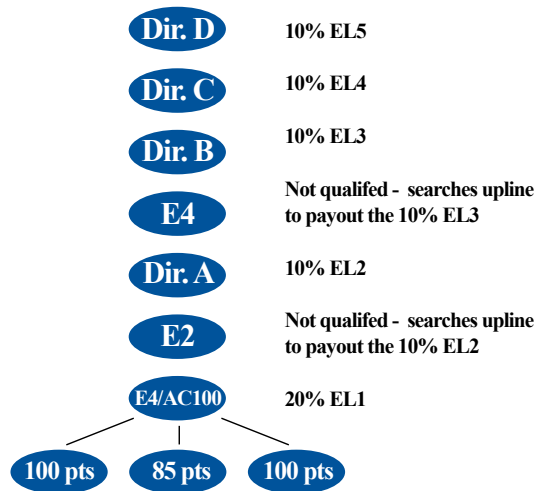 Dir. D
10% EL5
Dir. C
10% EL4
Dir. B
10% EL3
E4
Not qualifed - searches upline
to payout the 10% EL3
Dir. A
10% EL2
E2
Not qualifed - searches upline
to payout the 10% EL2
E4/AC100
20% EL1
100 pts
85 pts
100 pts